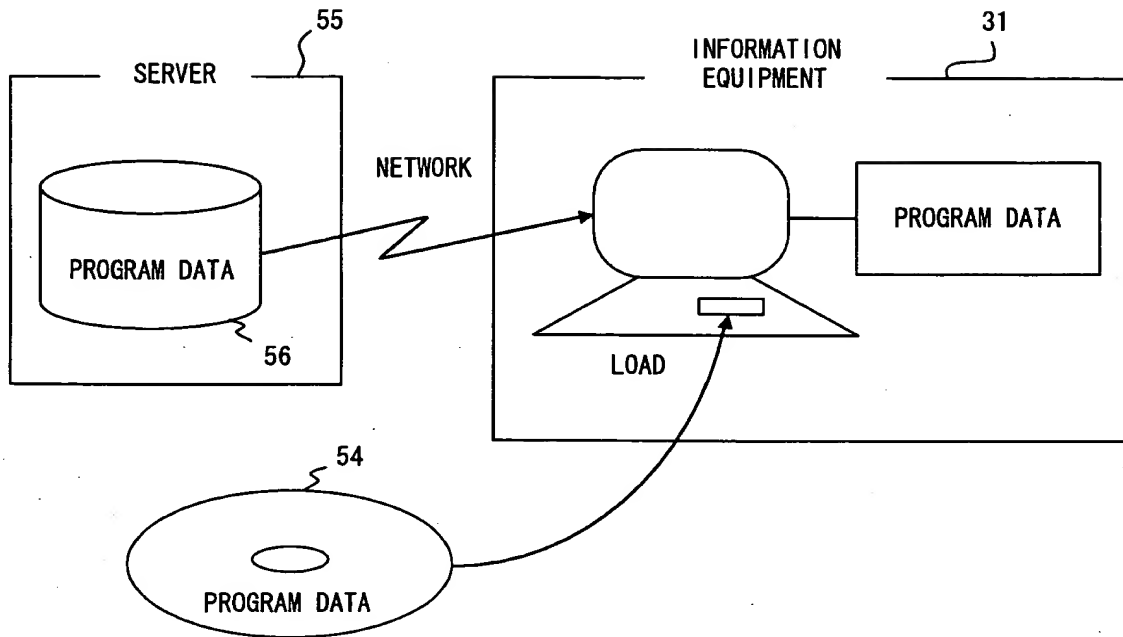 55
SERVER
31
INFORMATION
EQUIPMENT
NETWORK
PROGRAM DATA
PROGRAM DATA
56
LOAD
54
PROGRAM DATA